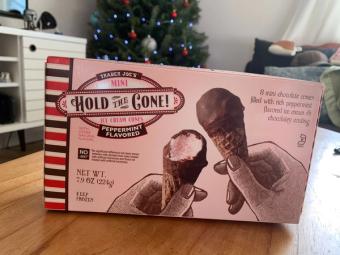 TRADER JOE'S
MINI
HOLD THE CONE!
ICE CREAM CONES
PEPPERMINT
FLAVORED
8 mini chocolate cones
filled with rich peppermint
flavored ice cream &
chocolatey coating
NO
NET WT.
7.9 OZ (224g)
KEEP
FROZEN